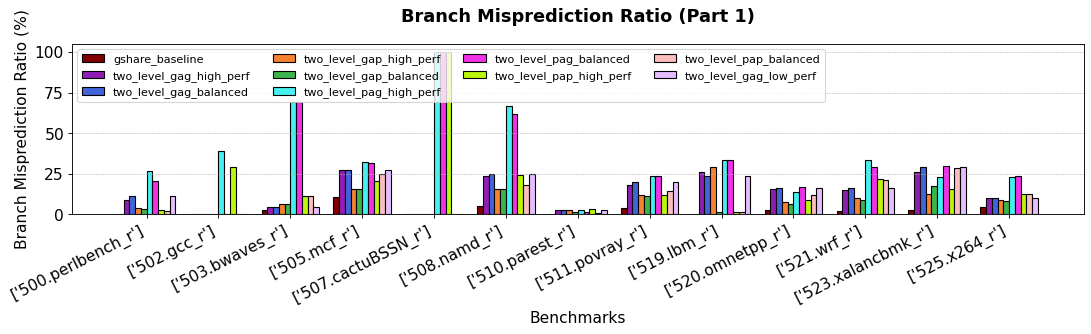 Branch Misprediction Ratio (Part 1)
Branch Misprediction Ratio (%)
100
75
50
25
0
gshare_baseline
two_level_gag_high_perf
two_level_gag_balanced
two_level_gap_high_perf
two_level_gap_balanced
two_level_pag_high_perf
two_level_pag_balanced
two_level_pap_high_perf
two_level_pap_balanced
two_level_gag_low_perf
['500.perlbench_r']
['502.gcc_r']
['503.bwaves_r']
['505.mcf_r']
['507.cactuBSSN_r']
['508.namd_r']
['510.parest_r']
['511.povray_r']
['519.lbm_r']
['520.omnetpp_r']
['521.wrf_r']
['523.xalancbmk_r']
['525.x264_r']
Benchmarks